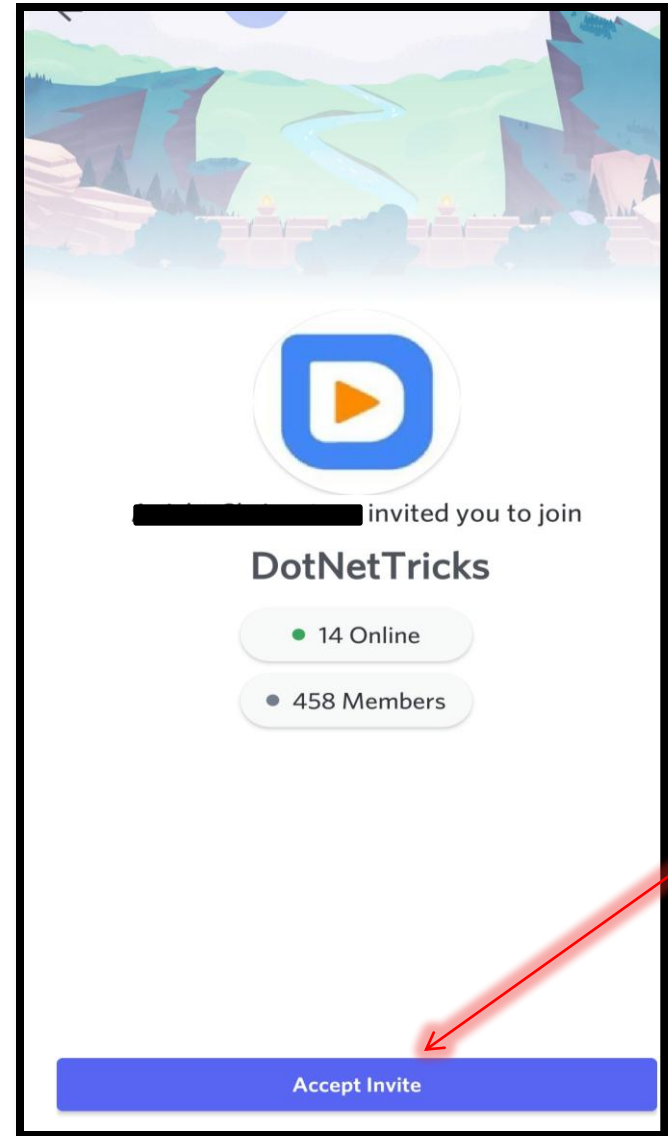 invited you to join
DotNetTricks
14 Online
458 Members
Accept Invite